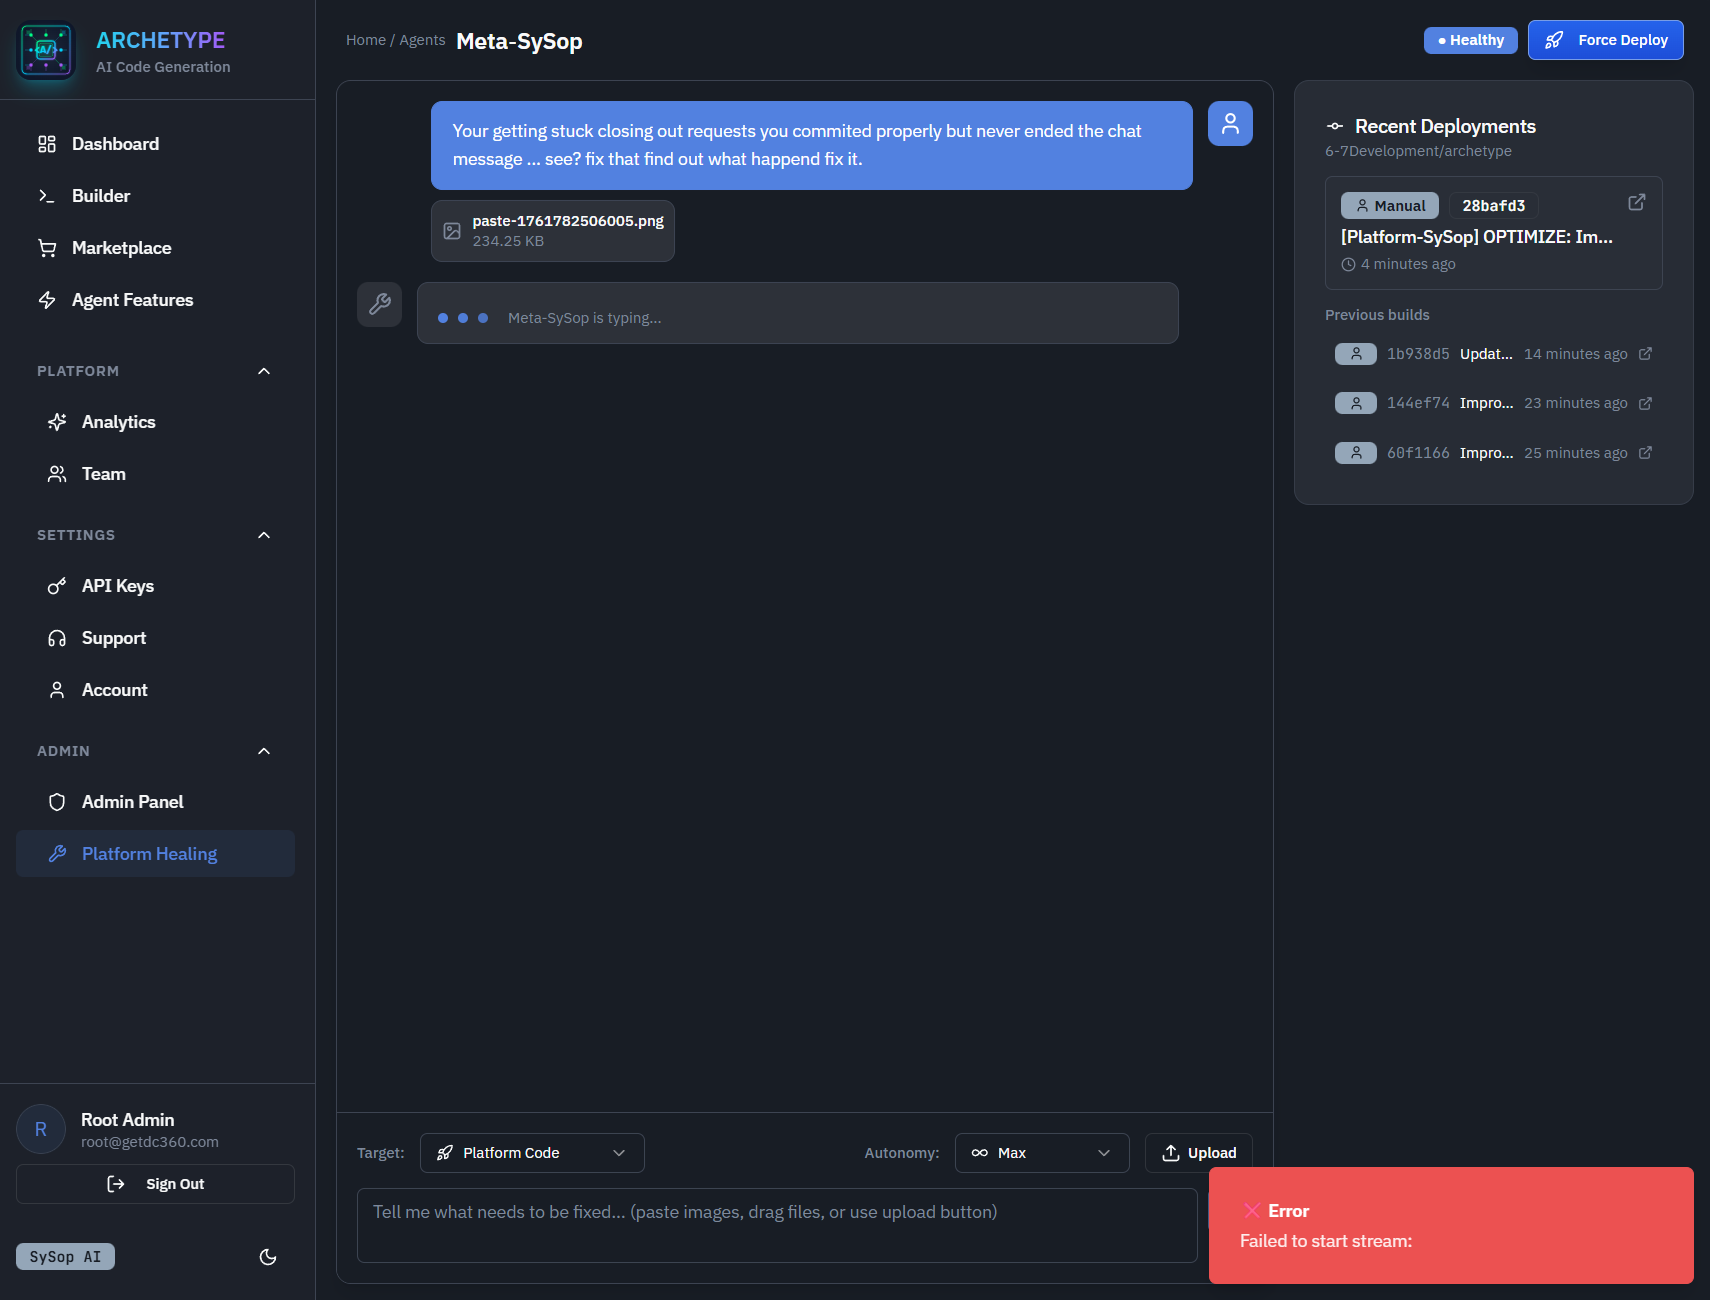 ARCHETYPE
AI Code Generation
Dashboard
Builder
Marketplace
Agent Features
PLATFORM
Analytics
Team
SETTINGS
API Keys
Support
Account
ADMIN
Admin Panel
Platform Healing
R
Root Admin
root@getdc360.com
Sign Out
SySop AI
Home / Agents Meta-SySop
Healthy
Force Deploy
Your getting stuck closing out requests you commited properly but never ended the chat
message ... see? fix that find out what happend fix it.
paste-1761782506005.png
234.25 KB
Meta-SySop is typing...
Target: Platform Code
Autonomy: Max
Upload
Tell me what needs to be fixed... (paste images, drag files, or use upload button)
Recent Deployments
6-7Development/archetype
Manual 28bafd3
[Platform-SySop] OPTIMIZE: Im...
4 minutes ago
Previous builds
1b938d5 Updat... 14 minutes ago
144ef74 Impro... 23 minutes ago
60f1166 Impro... 25 minutes ago
Error
Failed to start stream: